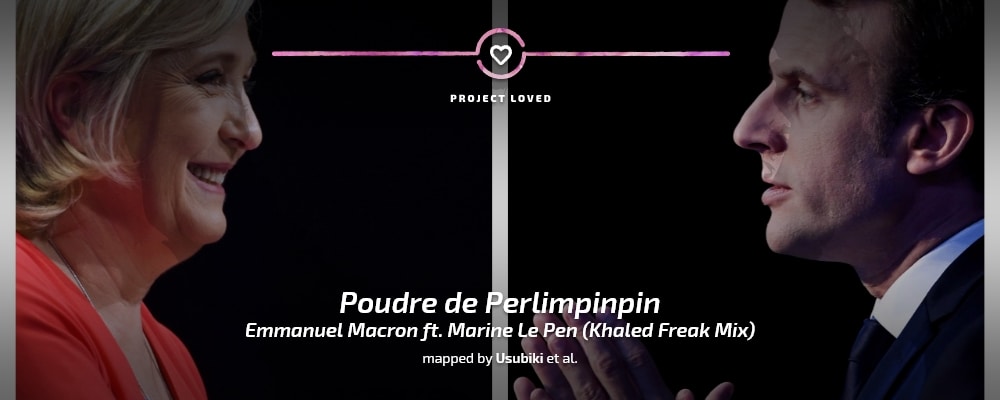 PROJECT LOVED
Poudre de Perlimpinpin
Emmanuel Macron ft. Marine Le Pen (Khaled Freak Mix)
mapped by Usubiki et al.